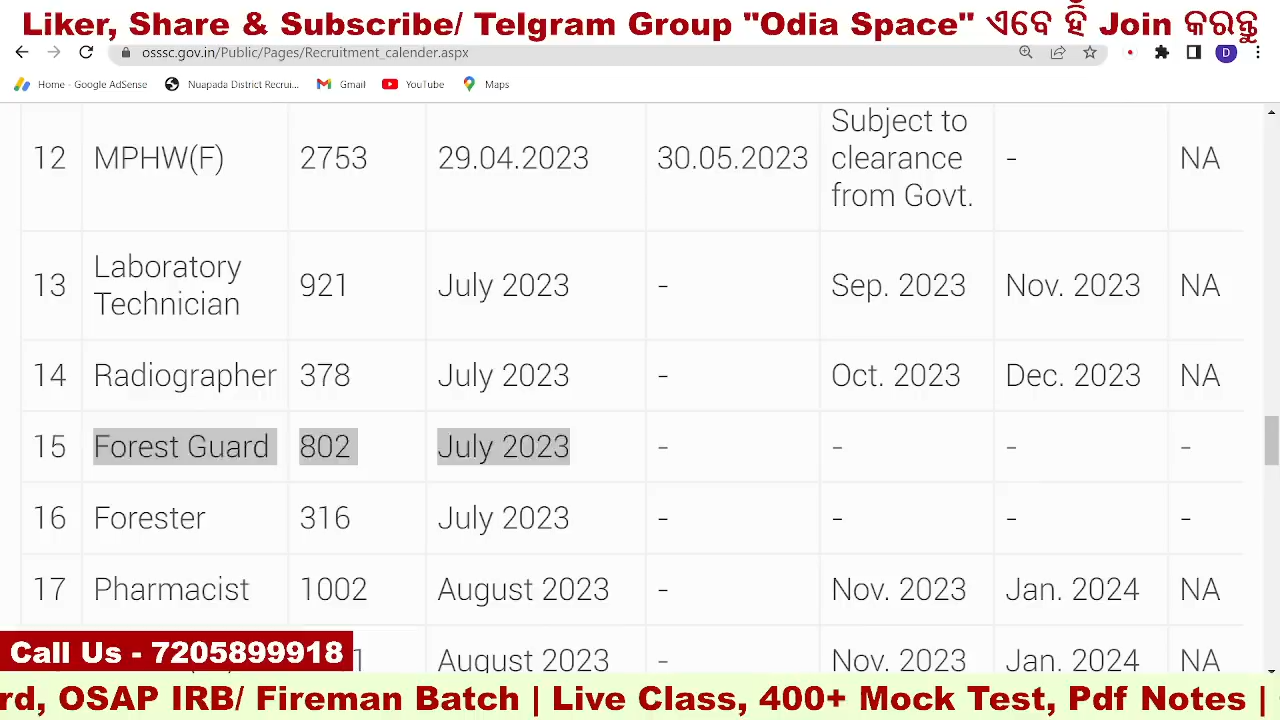 Liker, Share & Subscribe/ Telgram Group "Odia Space" ଏବେ ହିଁ Join କରନ୍ତୁ
osssc.gov.in/Public/Pages/Recruitment_calender.aspx
D
Home - Google AdSense Nuapada District Recrui... Gmail YouTube Maps
12 MPHW(F) 2753 29.04.2023 30.05.2023 Subject to clearance from Govt. - NA
13 Laboratory Technician 921 July 2023 - Sep. 2023 Nov. 2023 NA
14 Radiographer 378 July 2023 - Oct. 2023 Dec. 2023 NA
15 Forest Guard 802 July 2023 - - - -
16 Forester 316 July 2023 - - - -
17 Pharmacist 1002 August 2023 - Nov. 2023 Jan. 2024 NA
1 August 2023 - Nov. 2023 Jan. 2024 NA
Call Us - 7205899918
rd, OSAP IRB/ Fireman Batch | Live Class, 400+ Mock Test, Pdf Notes |